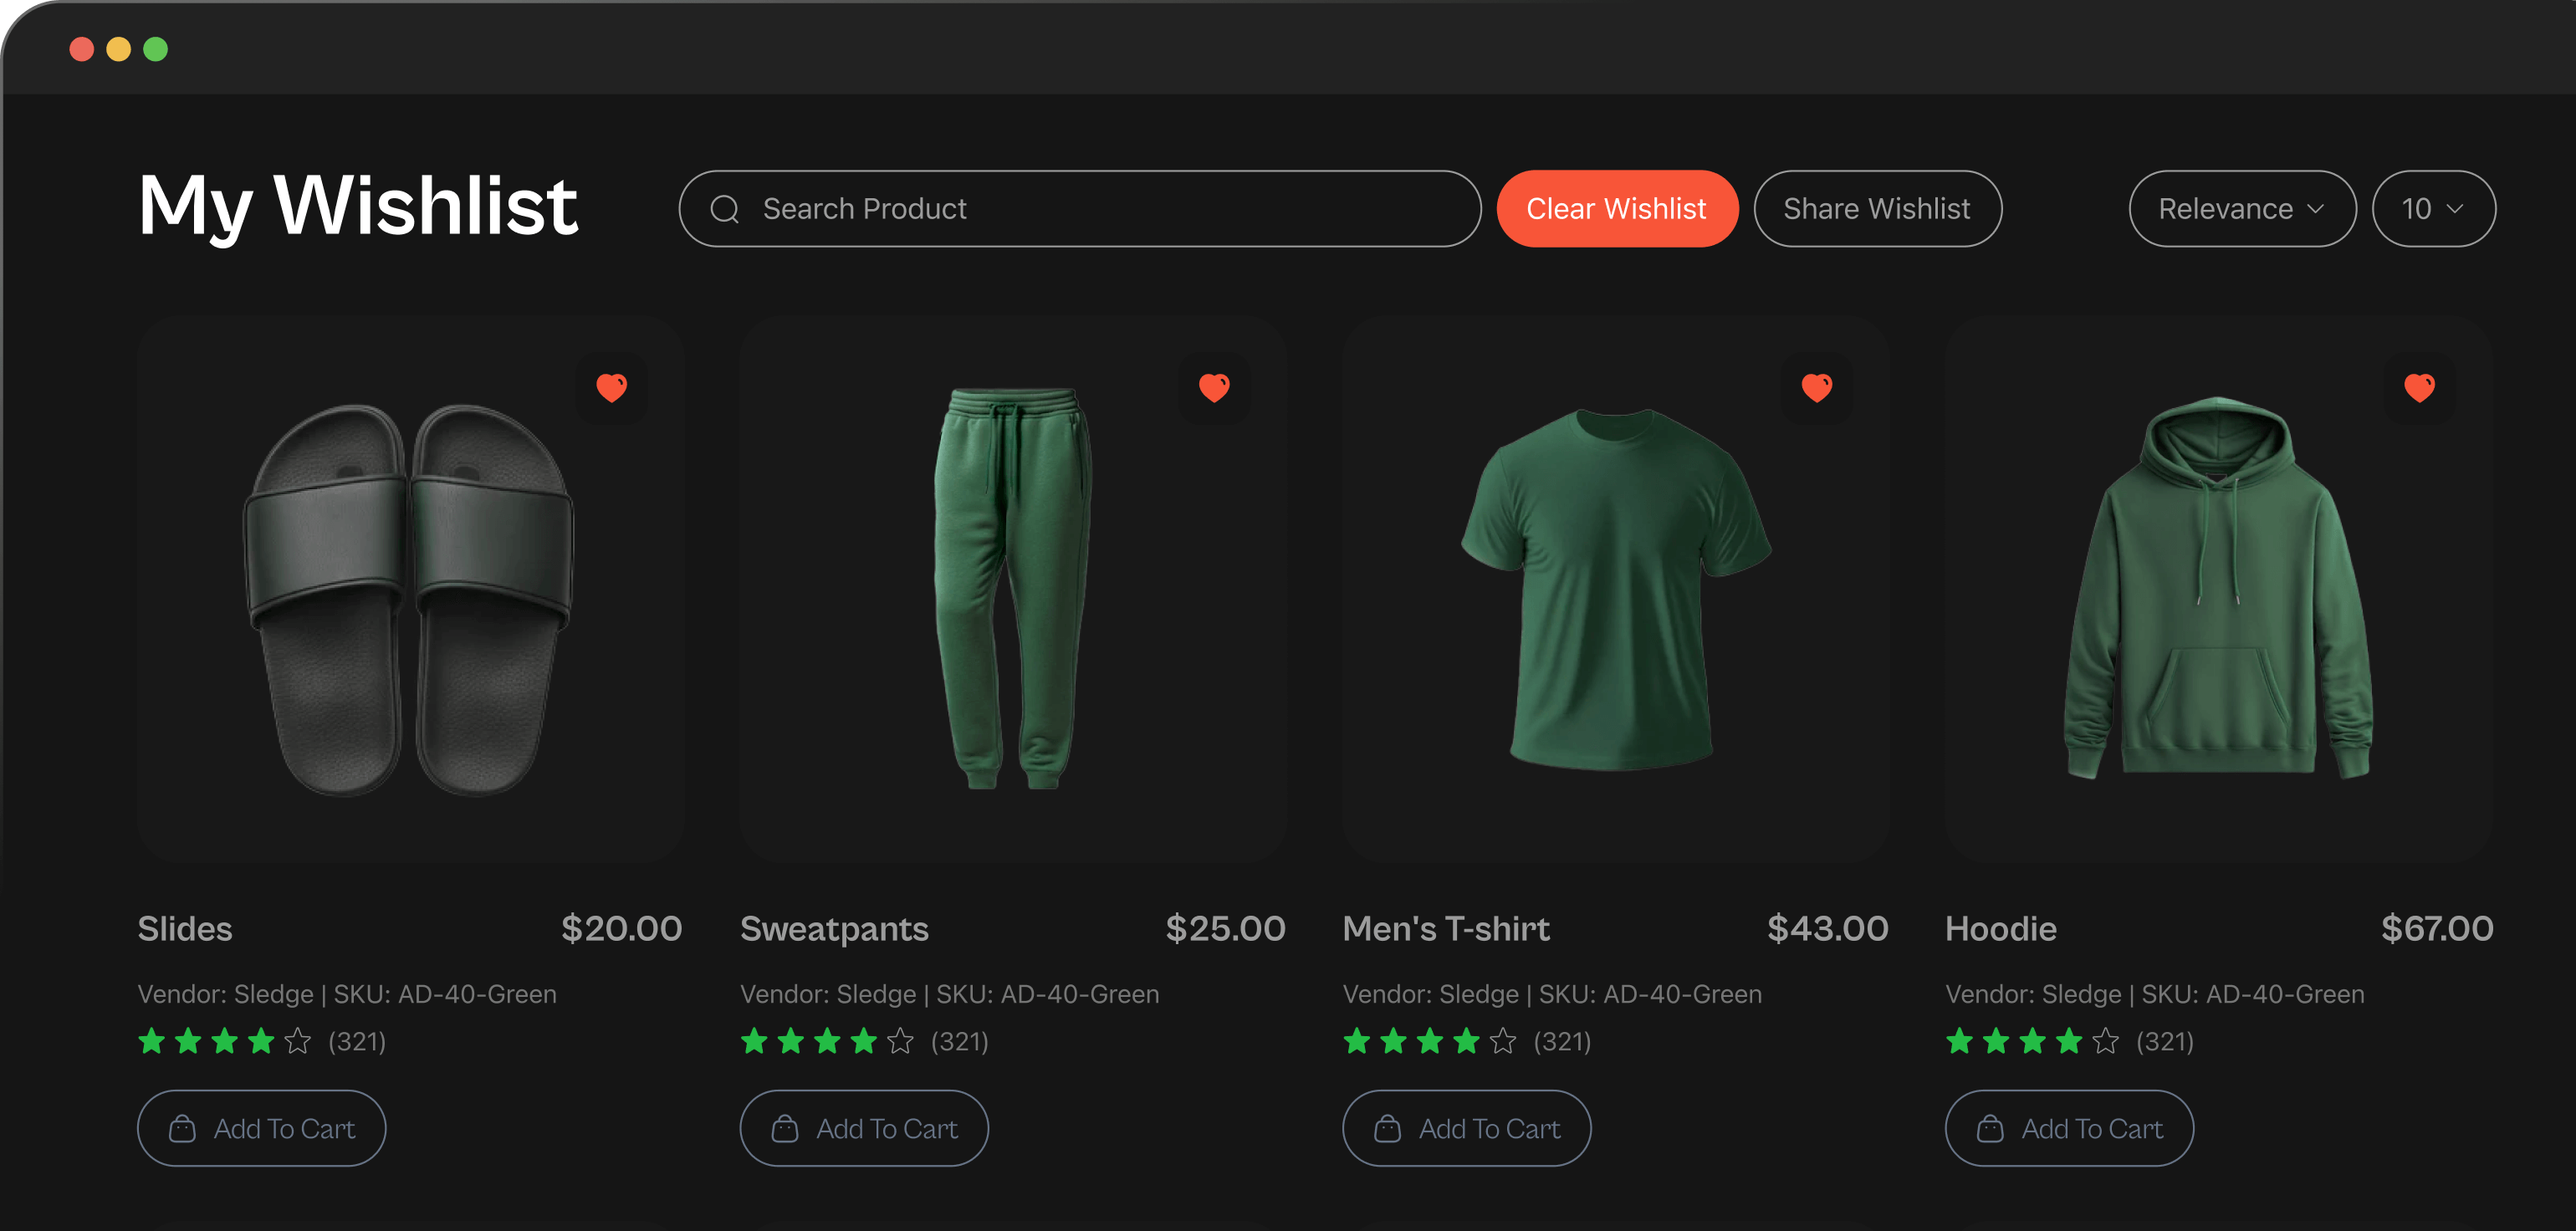 My Wishlist
Search Product
Clear Wishlist
Share Wishlist
Relevance
10
Slides $20.00
Vendor: Sledge | SKU: AD-40-Green
(321)
Add To Cart
Sweatpants $25.00
Vendor: Sledge | SKU: AD-40-Green
(321)
Add To Cart
Men's T-shirt $43.00
Vendor: Sledge | SKU: AD-40-Green
(321)
Add To Cart
Hoodie $67.00
Vendor: Sledge | SKU: AD-40-Green
(321)
Add To Cart